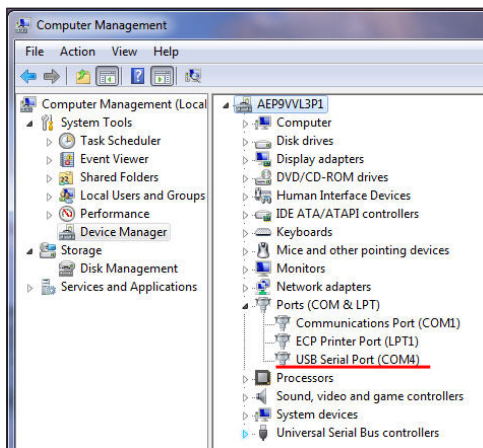 Computer Management
File Action View Help
Computer Management (Local
System Tools
Task Scheduler
Event Viewer
Shared Folders
Local Users and Groups
Performance
Device Manager
Storage
Disk Management
Services and Applications
AEP9VVL3P1
Computer
Disk drives
Display adapters
DVD/CD-ROM drives
Human Interface Devices
IDE ATA/ATAPI controllers
Keyboards
Mice and other pointing devices
Monitors
Network adapters
Ports (COM & LPT)
Communications Port (COM1)
ECP Printer Port (LPT1)
USB Serial Port (COM4)
Processors
Sound, video and game controllers
System devices
Universal Serial Bus controllers